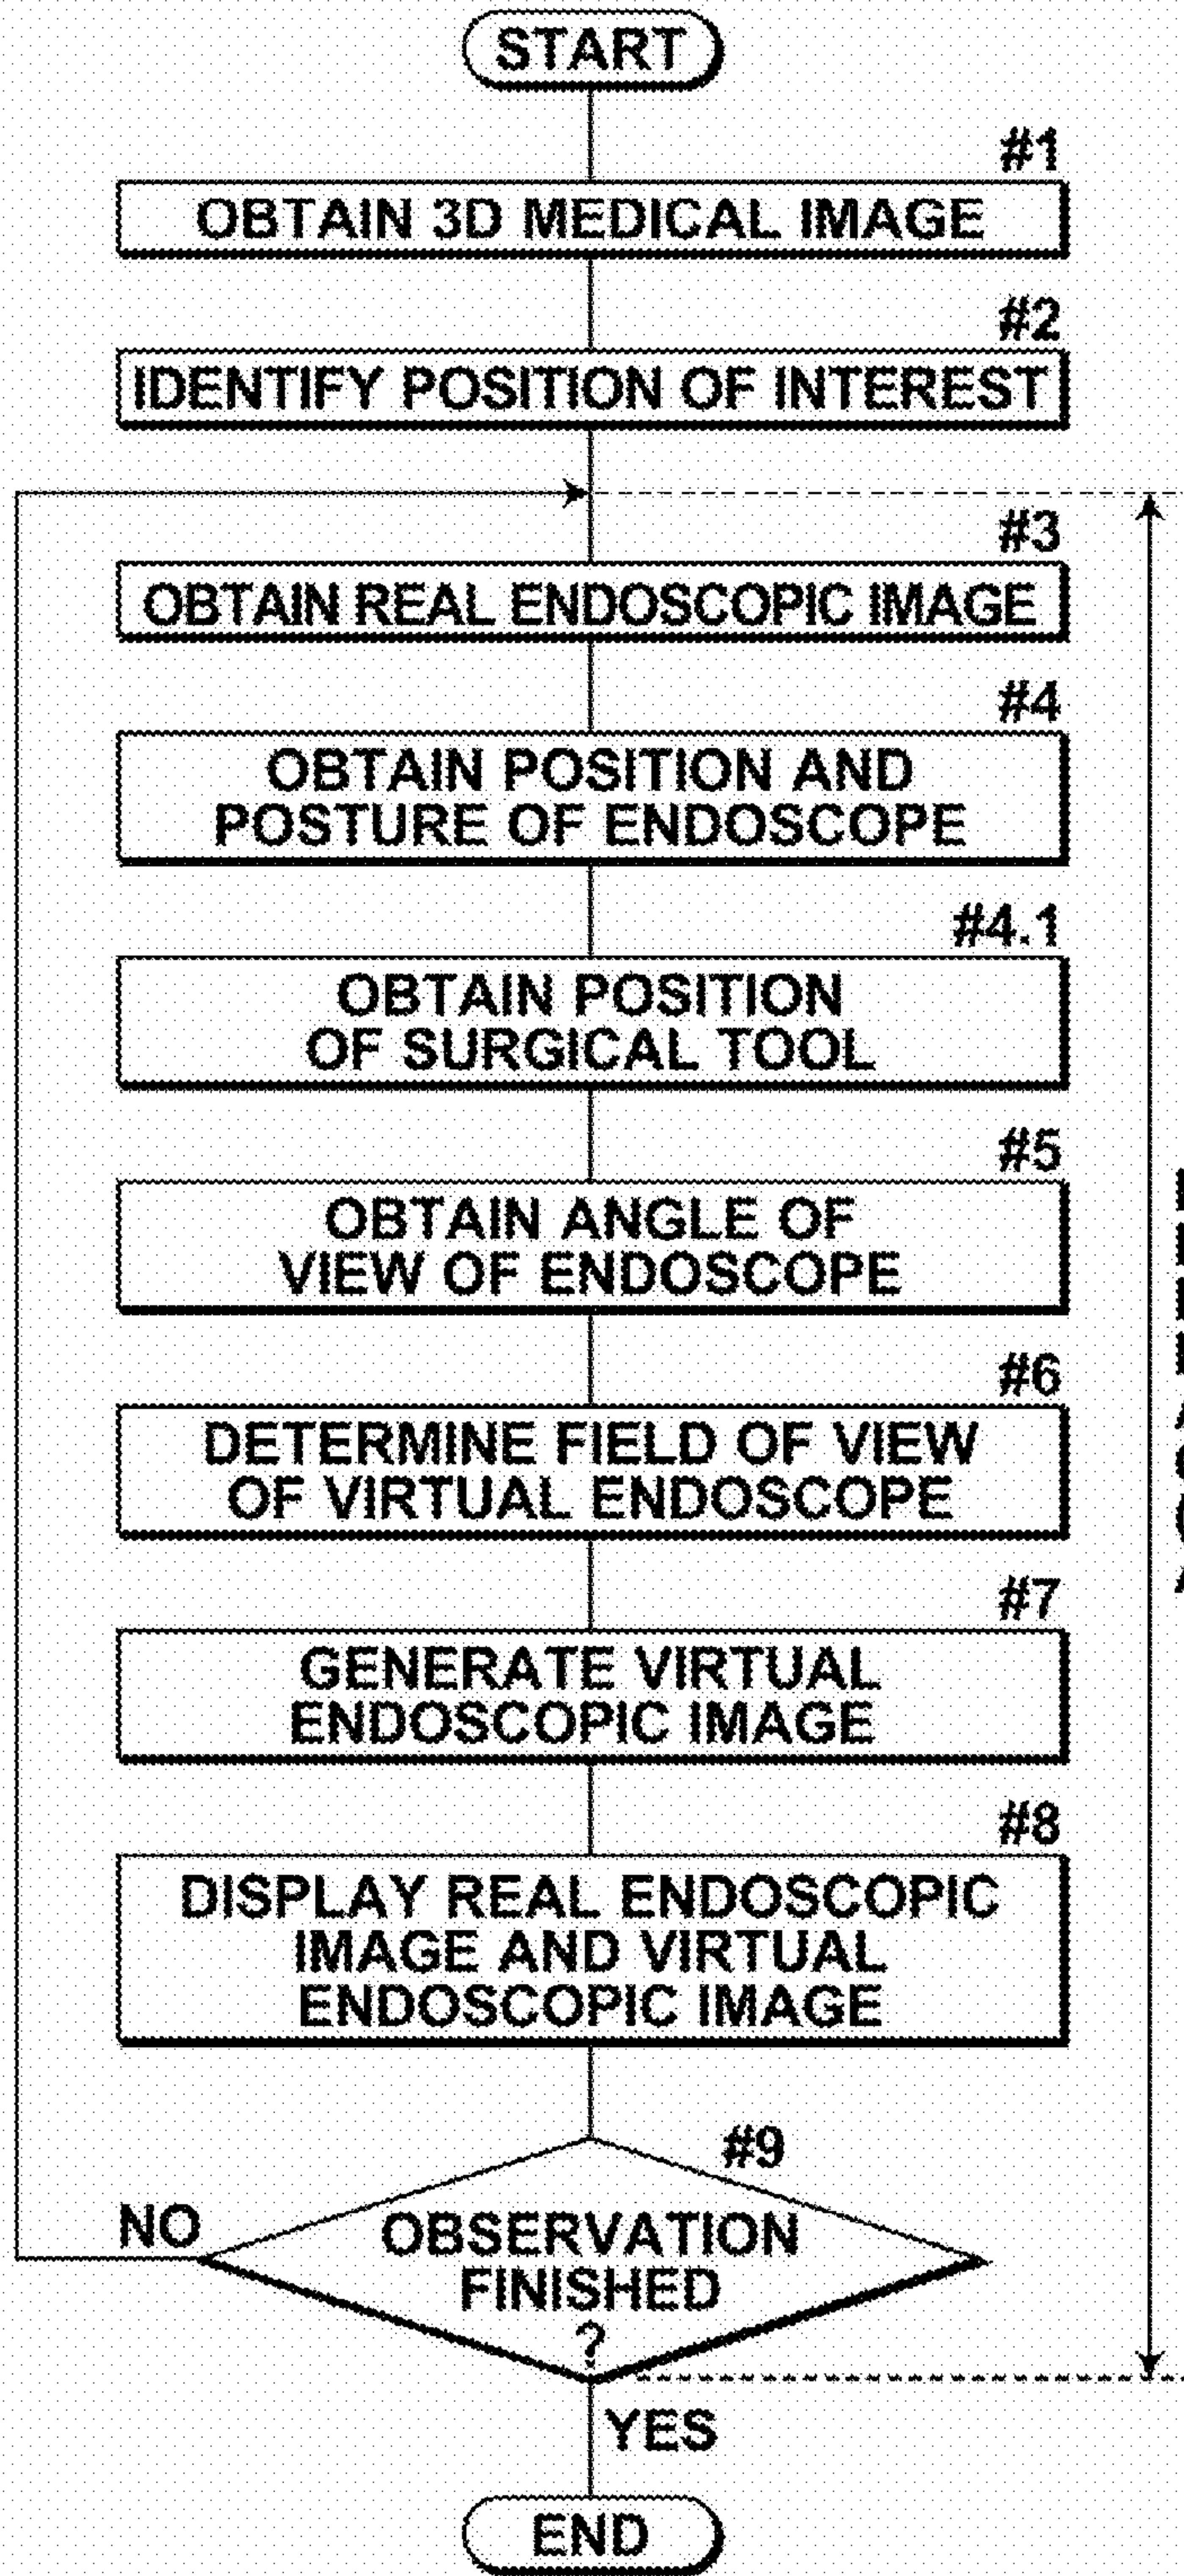 START
#1
OBTAIN 3D MEDICAL IMAGE
#2
IDENTIFY POSITION OF INTEREST
#3
OBTAIN REAL ENDOSCOPIC IMAGE
#4
OBTAIN POSITION AND
POSTURE OF ENDOSCOPE
#4.1
OBTAIN POSITION
OF SURGICAL TOOL
#5
OBTAIN ANGLE OF
VIEW OF ENDOSCOPE
#6
DETERMINE FIELD OF VIEW
OF VIRTUAL ENDOSCOPE
#7
GENERATE VIRTUAL
ENDOSCOPIC IMAGE
#8
DISPLAY REAL ENDOSCOPIC
IMAGE AND VIRTUAL
ENDOSCOPIC IMAGE
#9
NO
OBSERVATION
FINISHED
?
YES
END